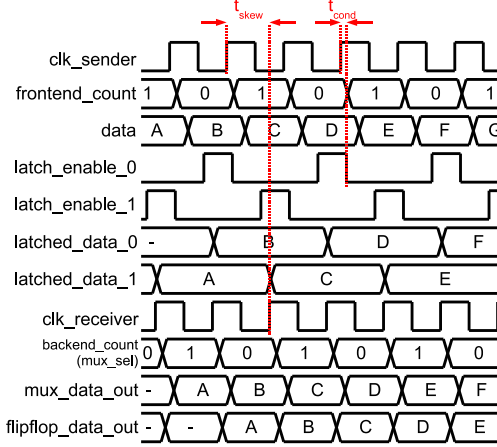 t_skew t_cond
clk_sender
frontend_count 1 0 1 0 1 0 1
data A B C D E F G
latch_enable_0
latch_enable_1
latched_data_0 - B D F
latched_data_1 A C E
clk_receiver
backend_count 0 1 0 1 0 1 0
(mux_sel)
mux_data_out - A B C D E F
flipflop_data_out - - A B C D E